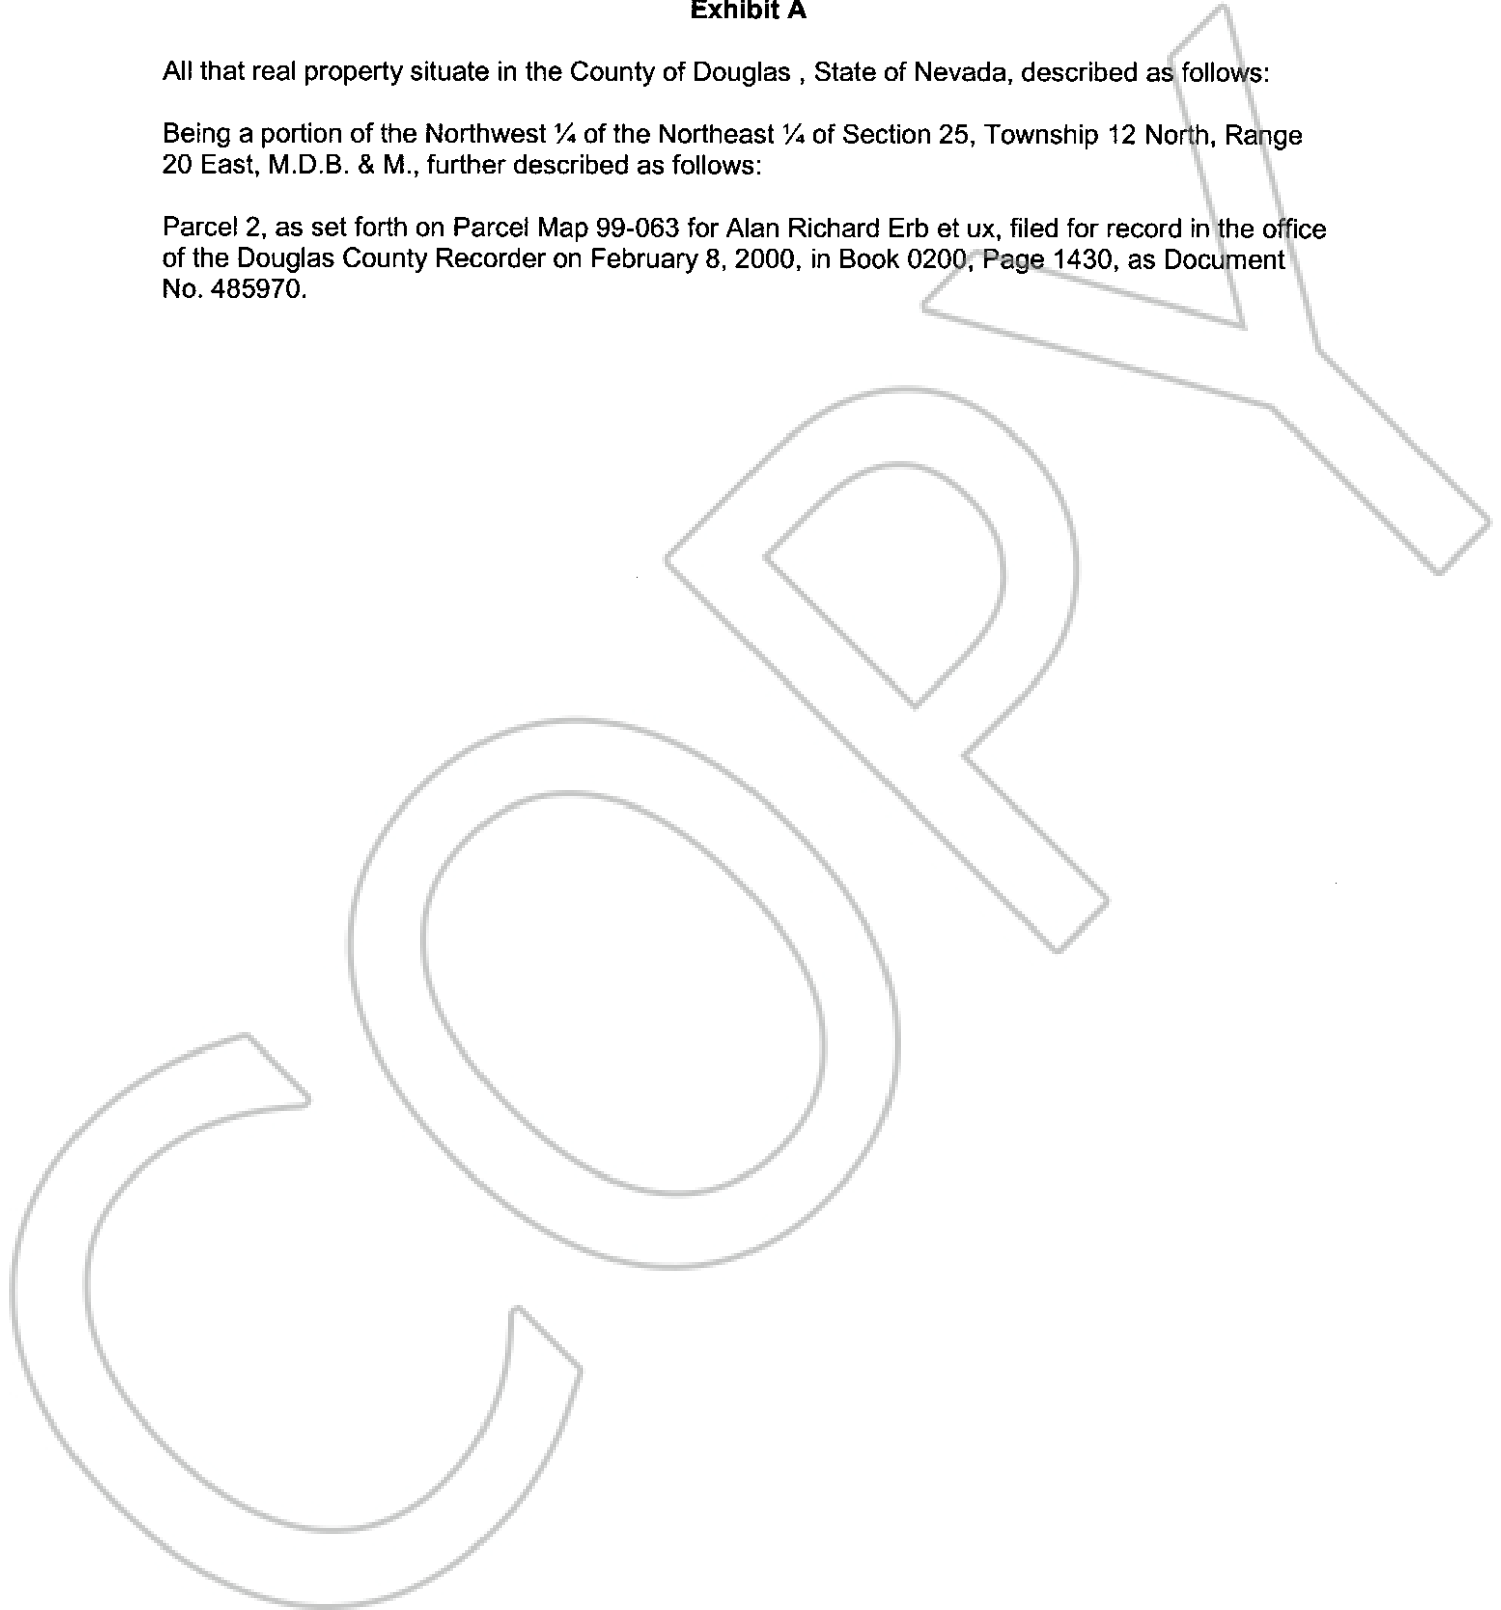 Exhibit A
All that real property situate in the County of Douglas , State of Nevada, described as follows:
Being a portion of the Northwest ¼ of the Northeast ¼ of Section 25, Township 12 North, Range
20 East, M.D.B. & M., further described as follows:
Parcel 2, as set forth on Parcel Map 99-063 for Alan Richard Erb et ux, filed for record in the office
of the Douglas County Recorder on February 8, 2000, in Book 0200, Page 1430, as Document
No. 485970.
COPY